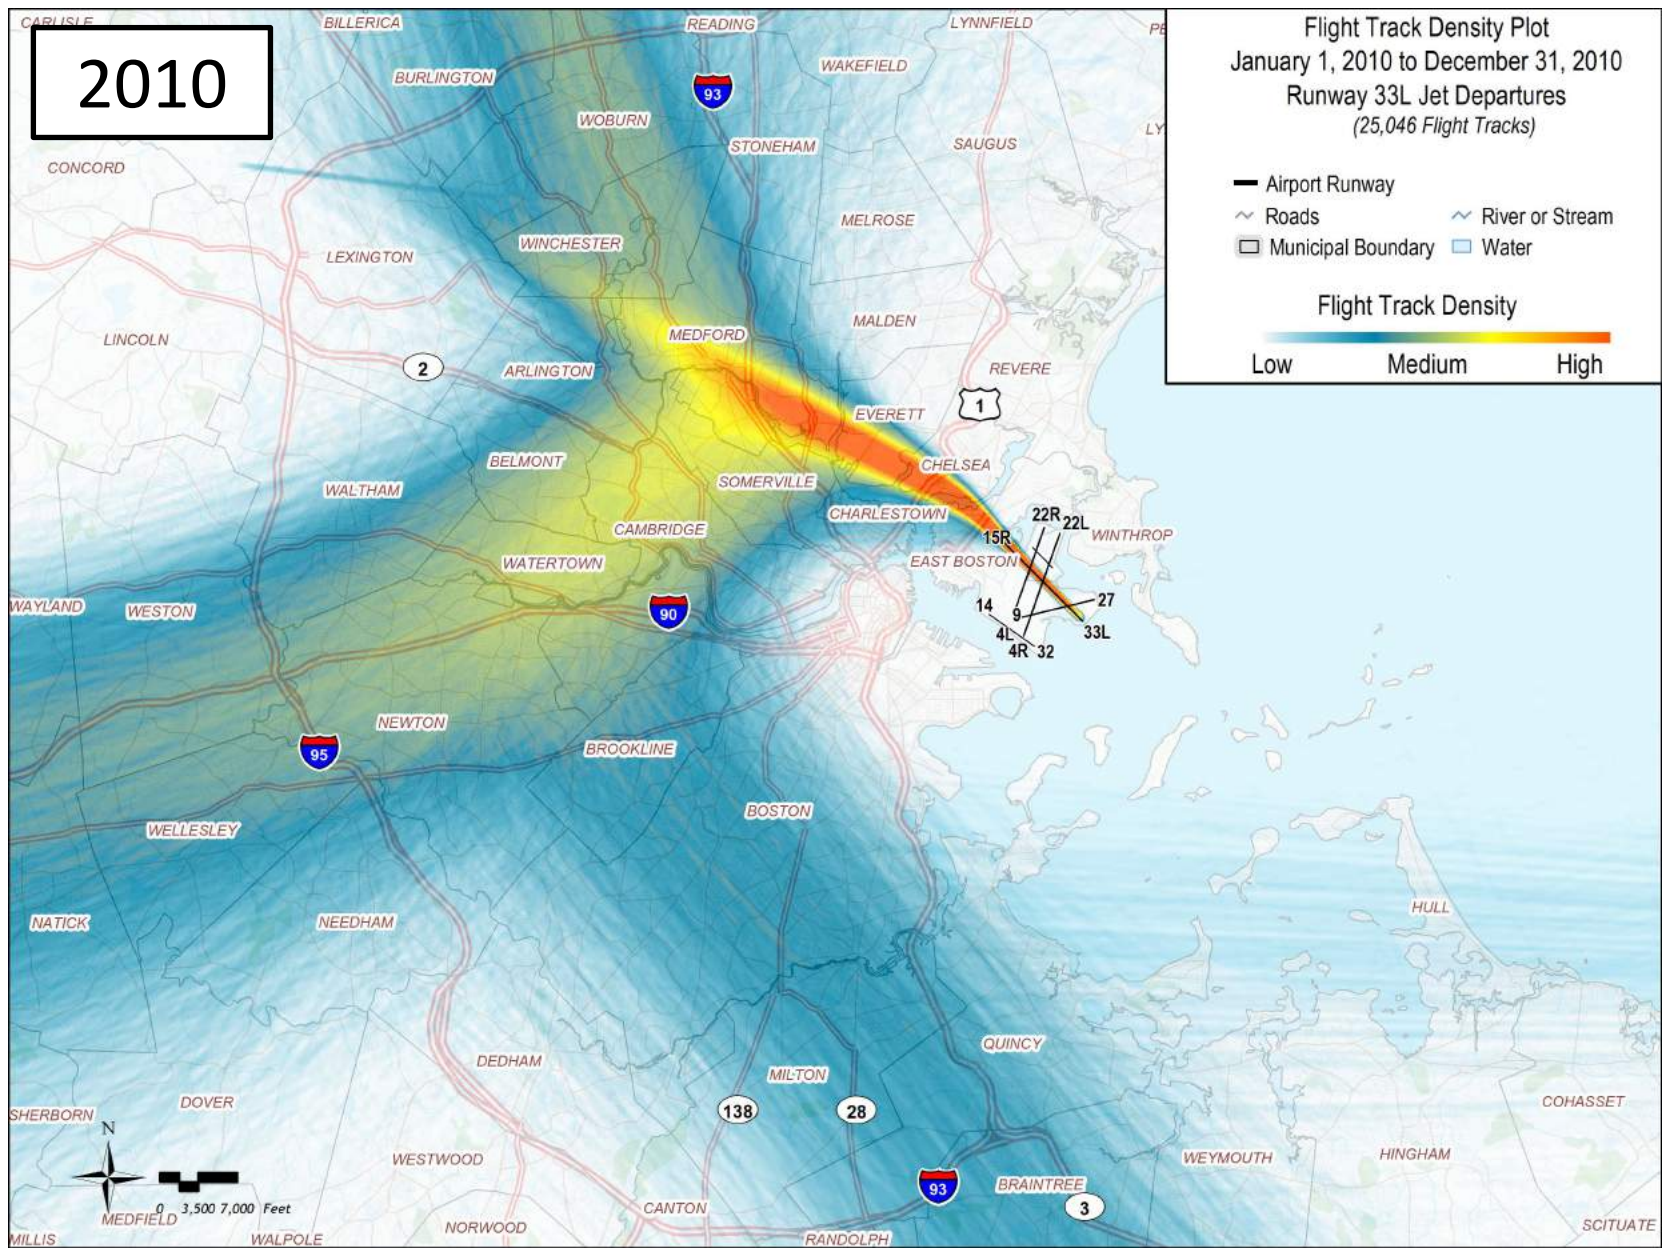 2010
Flight Track Density Plot
January 1, 2010 to December 31, 2010
Runway 33L Jet Departures
(25,046 Flight Tracks)
Airport Runway
Roads
River or Stream
Municipal Boundary
Water
Flight Track Density
Low Medium High
CARLISLE
BILLERICA
READING
LYNNFIELD
PE
BURLINGTON
WAKEFIELD
93
WOBURN
LY
STONEHAM
SAUGUS
CONCORD
MELROSE
WINCHESTER
LEXINGTON
MALDEN
MEDFORD
LINCOLN
2
ARLINGTON
REVERE
1
EVERETT
BELMONT
CHELSEA
WALTHAM
SOMERVILLE
CHARLESTOWN
22R
22L
CAMBRIDGE
15R
WINTHROP
WATERTOWN
EAST BOSTON
WAYLAND
WESTON
90
14
9
27
4L
33L
4R
32
NEWTON
95
BROOKLINE
BOSTON
WELLESLEY
NATICK
NEEDHAM
HULL
QUINCY
DEDHAM
MILTON
SHERBORN
DOVER
138
28
COHASSET
N
WESTWOOD
WEYMOUTH
HINGHAM
93
BRAINTREE
0 3,500 7,000 Feet
CANTON
3
MEDFIELD
NORWOOD
SCITUATE
MILLIS
WALPOLE
RANDOLPH